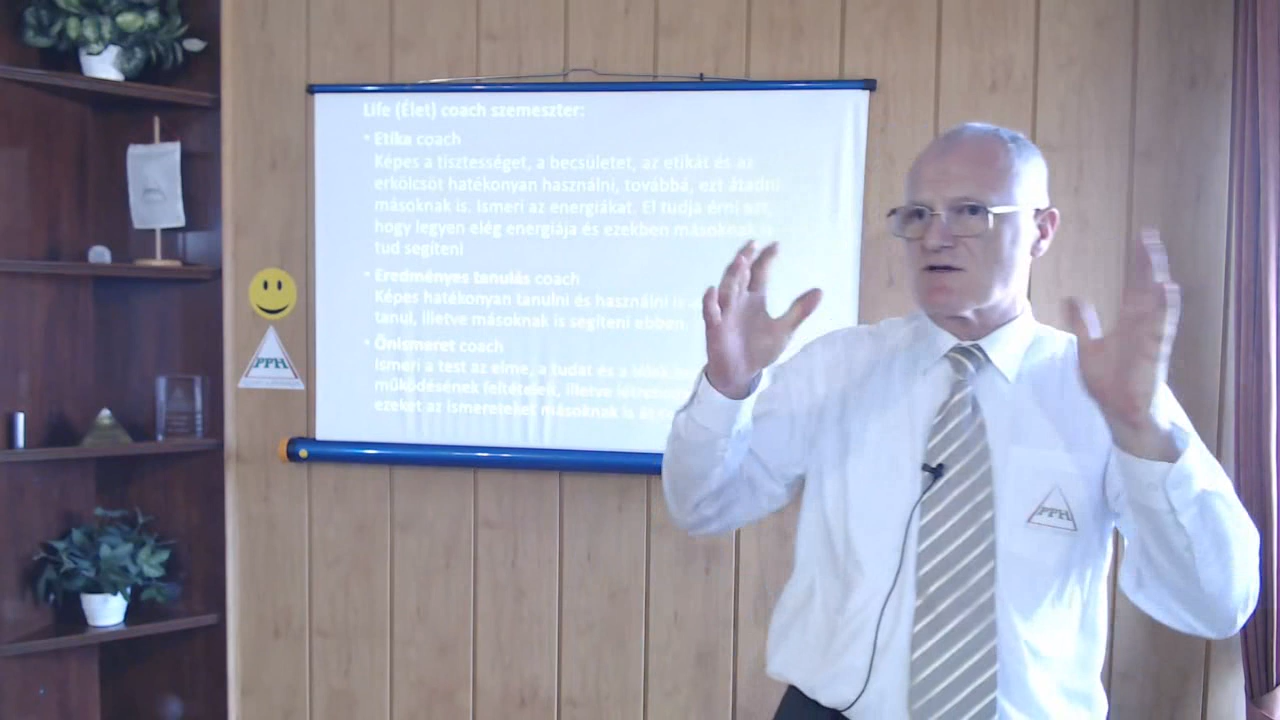 Life (Élet) coach szemeszter:
• Etika coach
Képes a tisztességet, a becsületet, az etikát és az
erkölcsöt hatékonyan használni, továbbá, ezt átadni
másoknak is. Ismeri az energiákat. El tudja érni azt,
hogy legyen elég energiája és ezekben másoknak is
tud segíteni
• Eredményes tanulás coach
Képes hatékonyan tanulni és használni
tanul, illetve másoknak is segíteni ebben.
• Önismeret coach
Ismeri a test az elme, a tudat és a lélek
működésének feltételeit, illetve
ezeket az ismereteket másoknak is
PPH
PPH